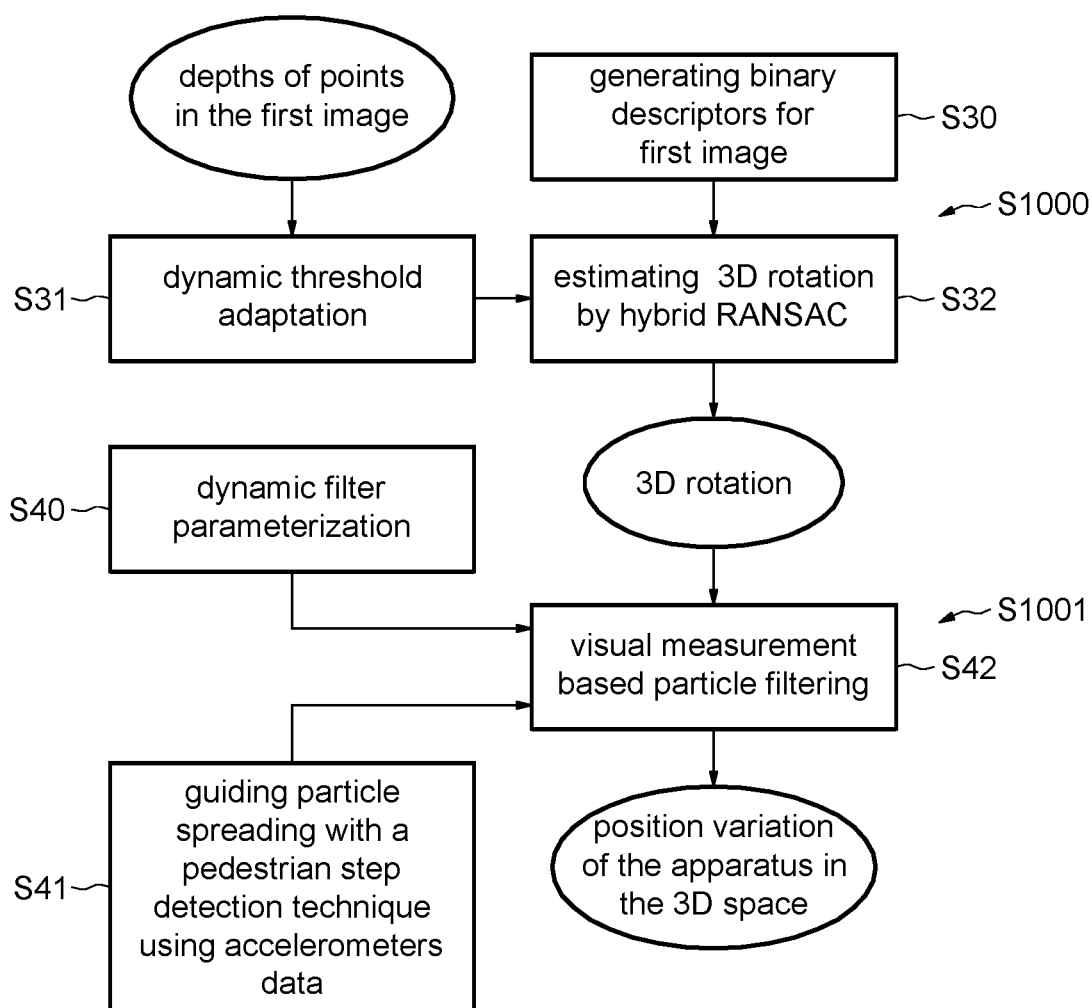 depths of points
in the first image
generating binary
descriptors for
first image
S30
S1000
S31
dynamic threshold
adaptation
estimating 3D rotation
by hybrid RANSAC
S32
3D rotation
S40
dynamic filter
parameterization
S1001
visual measurement
based particle filtering
S42
S41
guiding particle
spreading with a
pedestrian step
detection technique
using accelerometers
data
position variation
of the apparatus in
the 3D space